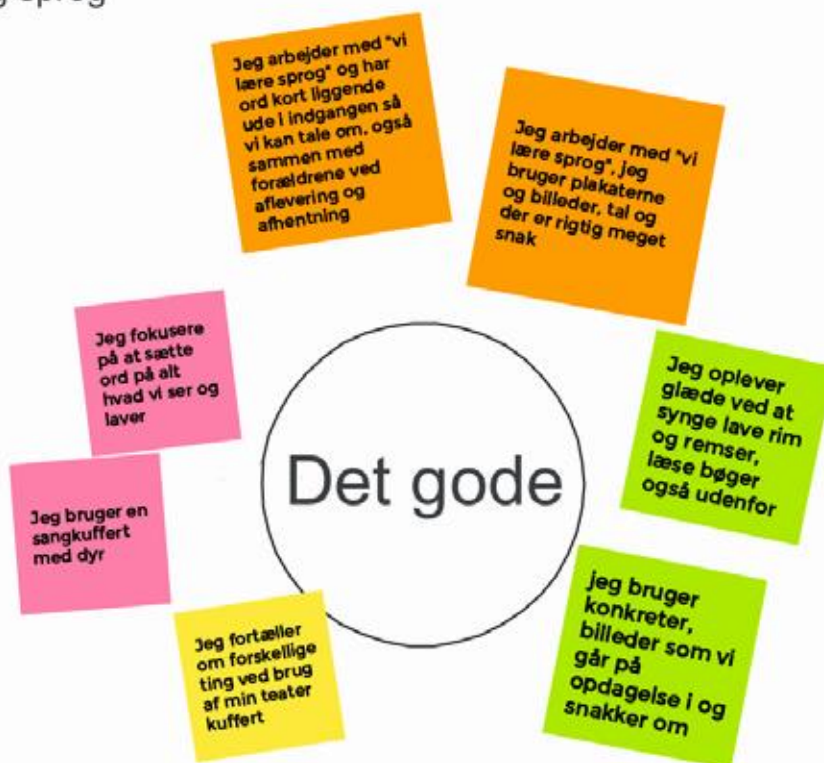 sprog
Jeg arbejder med "vi
lære sprog" og har
ord kort liggende
ude i indgangen så
vi kan tale om, også
sammen med
forældrene ved
aflevering og
afhentning
Jeg arbejder med "vi
lære sprog", jeg
bruger plakaterne
og billeder, tal og
der er rigtig meget
snak
Jeg fokusere
på at sætte
ord på alt
hvad vi ser og
laver
Jeg oplever
glæde ved at
synge lave rim
og remser,
læse bøger
også udenfor
Det gode
Jeg bruger en
sangkuffert
med dyr
jeg bruger
konkreter,
billeder som vi
går på
opdagelse i og
snakker om
Jeg fortæller
om forskellige
ting ved brug
af min teater
kuffert